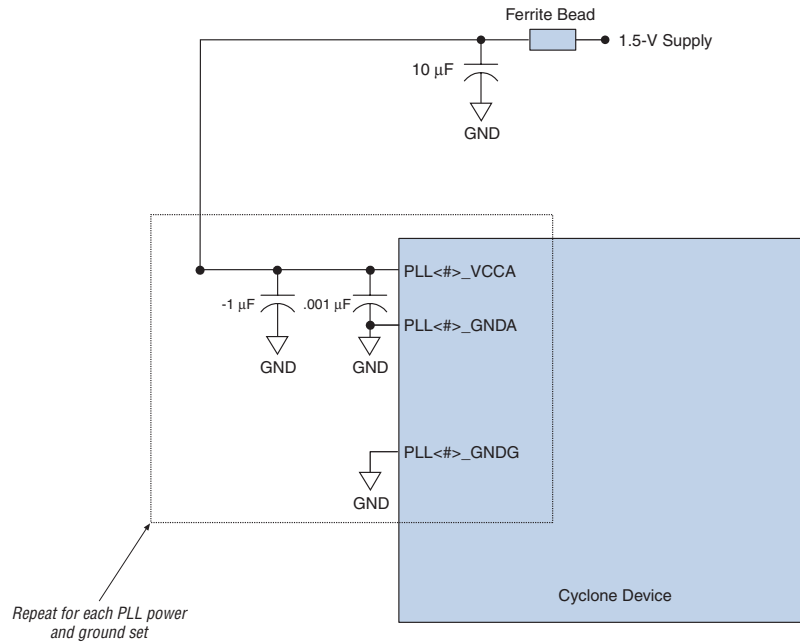 Ferrite Bead
1.5-V Supply
10 μF
GND
PLL<#>_VCCA
-1 μF
.001 μF
PLL<#>_GNDA
GND
GND
PLL<#>_GNDG
GND
Cyclone Device
Repeat for each PLL power
and ground set